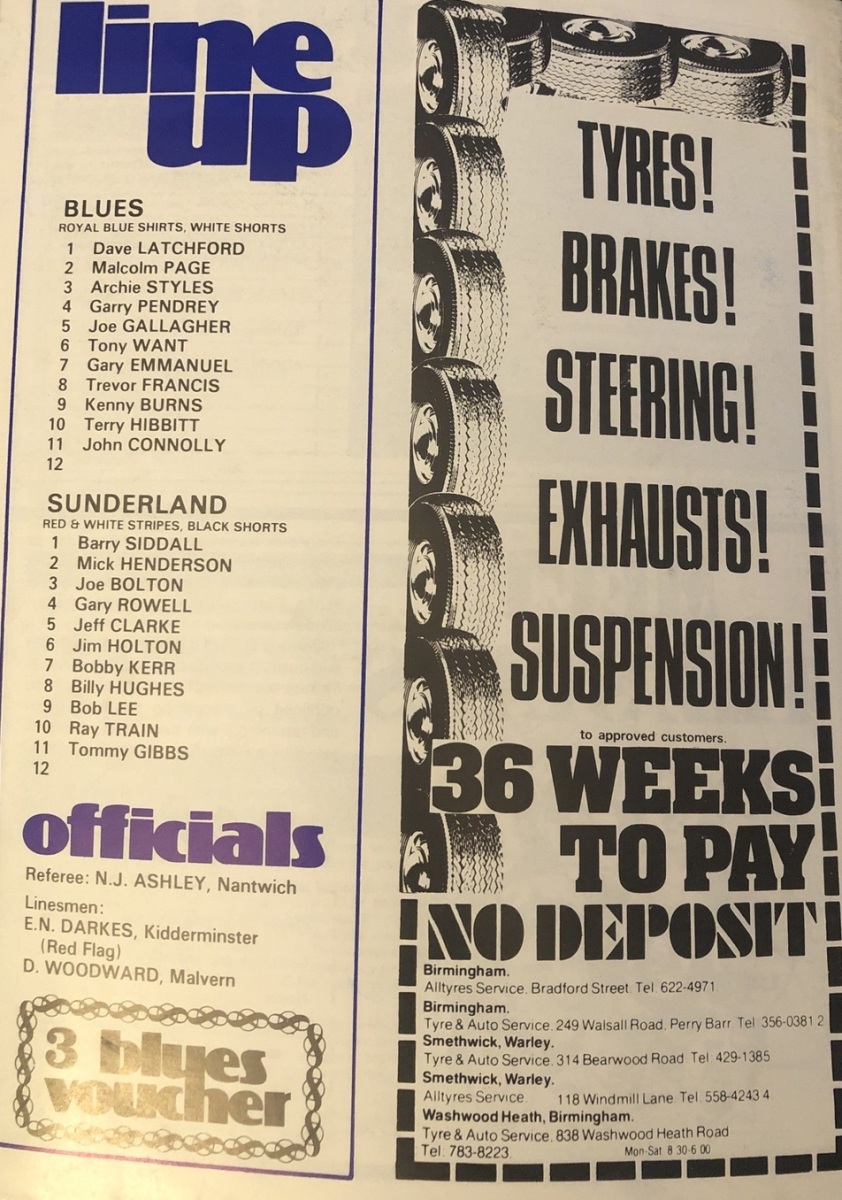 line
up
BLUES
ROYAL BLUE SHIRTS, WHITE SHORTS
1 Dave LATCHFORD
2 Malcolm PAGE
3 Archie STYLES
4 Garry PENDREY
5 Joe GALLAGHER
6 Tony WANT
7 Gary EMMANUEL
8 Trevor FRANCIS
9 Kenny BURNS
10 Terry HIBBITT
11 John CONNOLLY
12
SUNDERLAND
RED & WHITE STRIPES, BLACK SHORTS
1 Barry SIDDALL
2 Mick HENDERSON
3 Joe BOLTON
4 Gary ROWELL
5 Jeff CLARKE
6 Jim HOLTON
7 Bobby KERR
8 Billy HUGHES
9 Bob LEE
10 Ray TRAIN
11 Tommy GIBBS
12
officials
Referee: N.J. ASHLEY, Nantwich
Linesmen:
E.N. DARKES, Kidderminster
(Red Flag)
D. WOODWARD, Malvern
3 blues
voucher
TYRES!
BRAKES!
STEERING!
EXHAUSTS!
SUSPENSION!
to approved customers.
36 WEEKS
TO PAY
NO DEPOSIT
Birmingham.
Alltyres Service. Bradford Street. Tel. 622-4971
Birmingham.
Tyre & Auto Service. 249 Walsall Road, Perry Barr Tel 356-0381 2
Smethwick, Warley.
Tyre & Auto Service. 314 Bearwood Road Tel 429-1385
Smethwick, Warley.
Alltyres Service. 118 Windmill Lane. Tel. 558-4243 4
Washwood Heath, Birmingham.
Tyre & Auto Service. 838 Washwood Heath Road
Tel: 783-8223. Mon-Sat 8 30-6 00